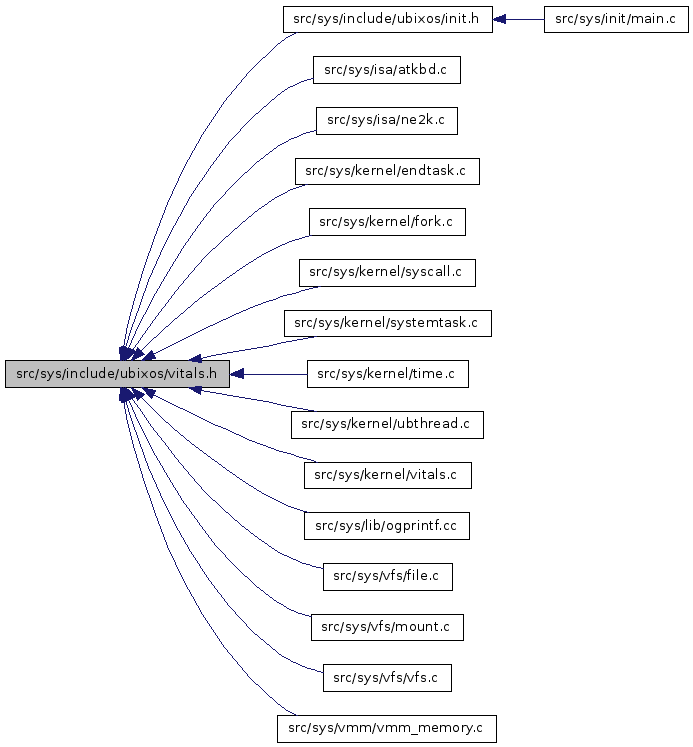 src/sys/include/ubixos/init.h
src/sys/init/main.c
src/sys/isa/atkbd.c
src/sys/isa/ne2k.c
src/sys/kernel/endtask.c
src/sys/kernel/fork.c
src/sys/kernel/syscall.c
src/sys/kernel/systemtask.c
src/sys/include/ubixos/vitals.h
src/sys/kernel/time.c
src/sys/kernel/ubthread.c
src/sys/kernel/vitals.c
src/sys/lib/ogprintf.cc
src/sys/vfs/file.c
src/sys/vfs/mount.c
src/sys/vfs/vfs.c
src/sys/vmm/vmm_memory.c